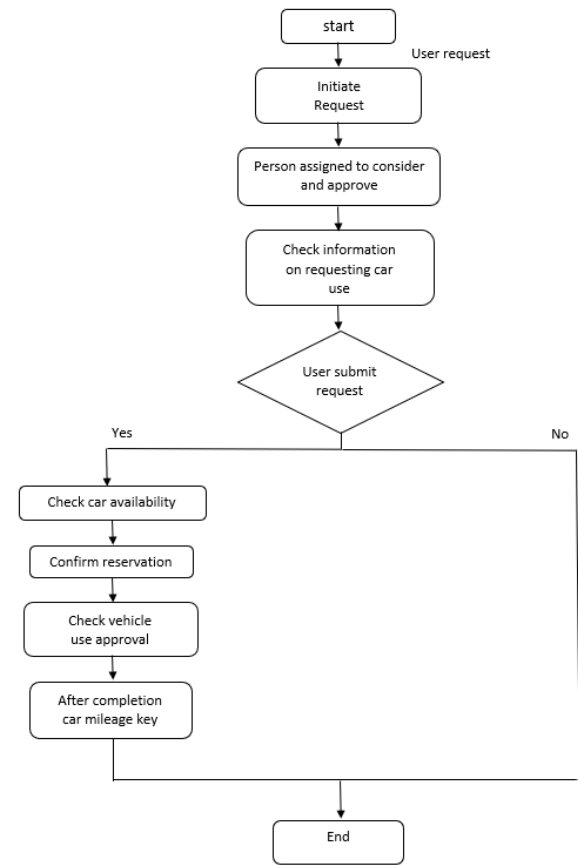 start
User request
Initiate
Request
Person assigned to consider
and approve
Check information
on requesting car
use
User submit
request
Yes
No
Check car availability
Confirm reservation
Check vehicle
use approval
After completion
car mileage key
End